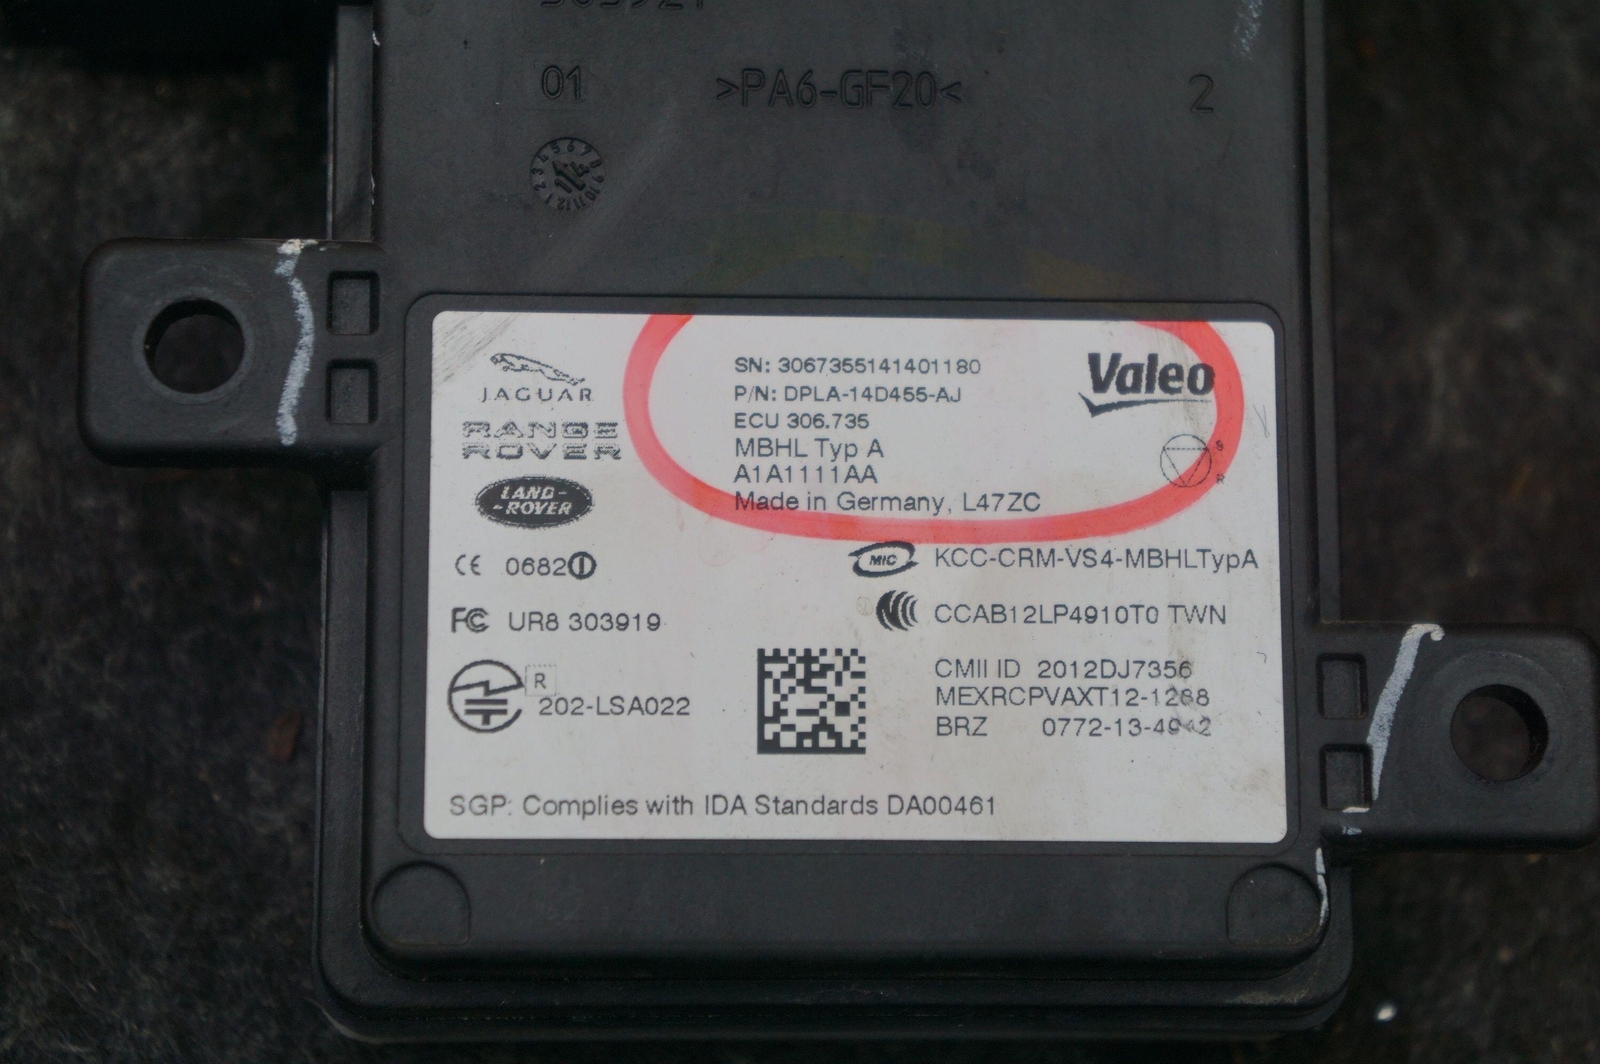 01 >PA6-GF20< 2
JAGUAR
RANGE
ROVER
LAND-
-ROVER
SN: 3067355141401180
P/N: DPLA-14D455-AJ
ECU 306.735
MBHL Typ A
A1A1111AA
Made in Germany, L47ZC
Valeo
S
R
CE 0682
FC UR8 303919
R
202-LSA022
MIC KCC-CRM-VS4-MBHLTypA
CCAB12LP4910T0 TWN
CMII ID 2012DJ7356
MEXRCPVAXT12-1268
BRZ 0772-13-4942
SGP: Complies with IDA Standards DA00461